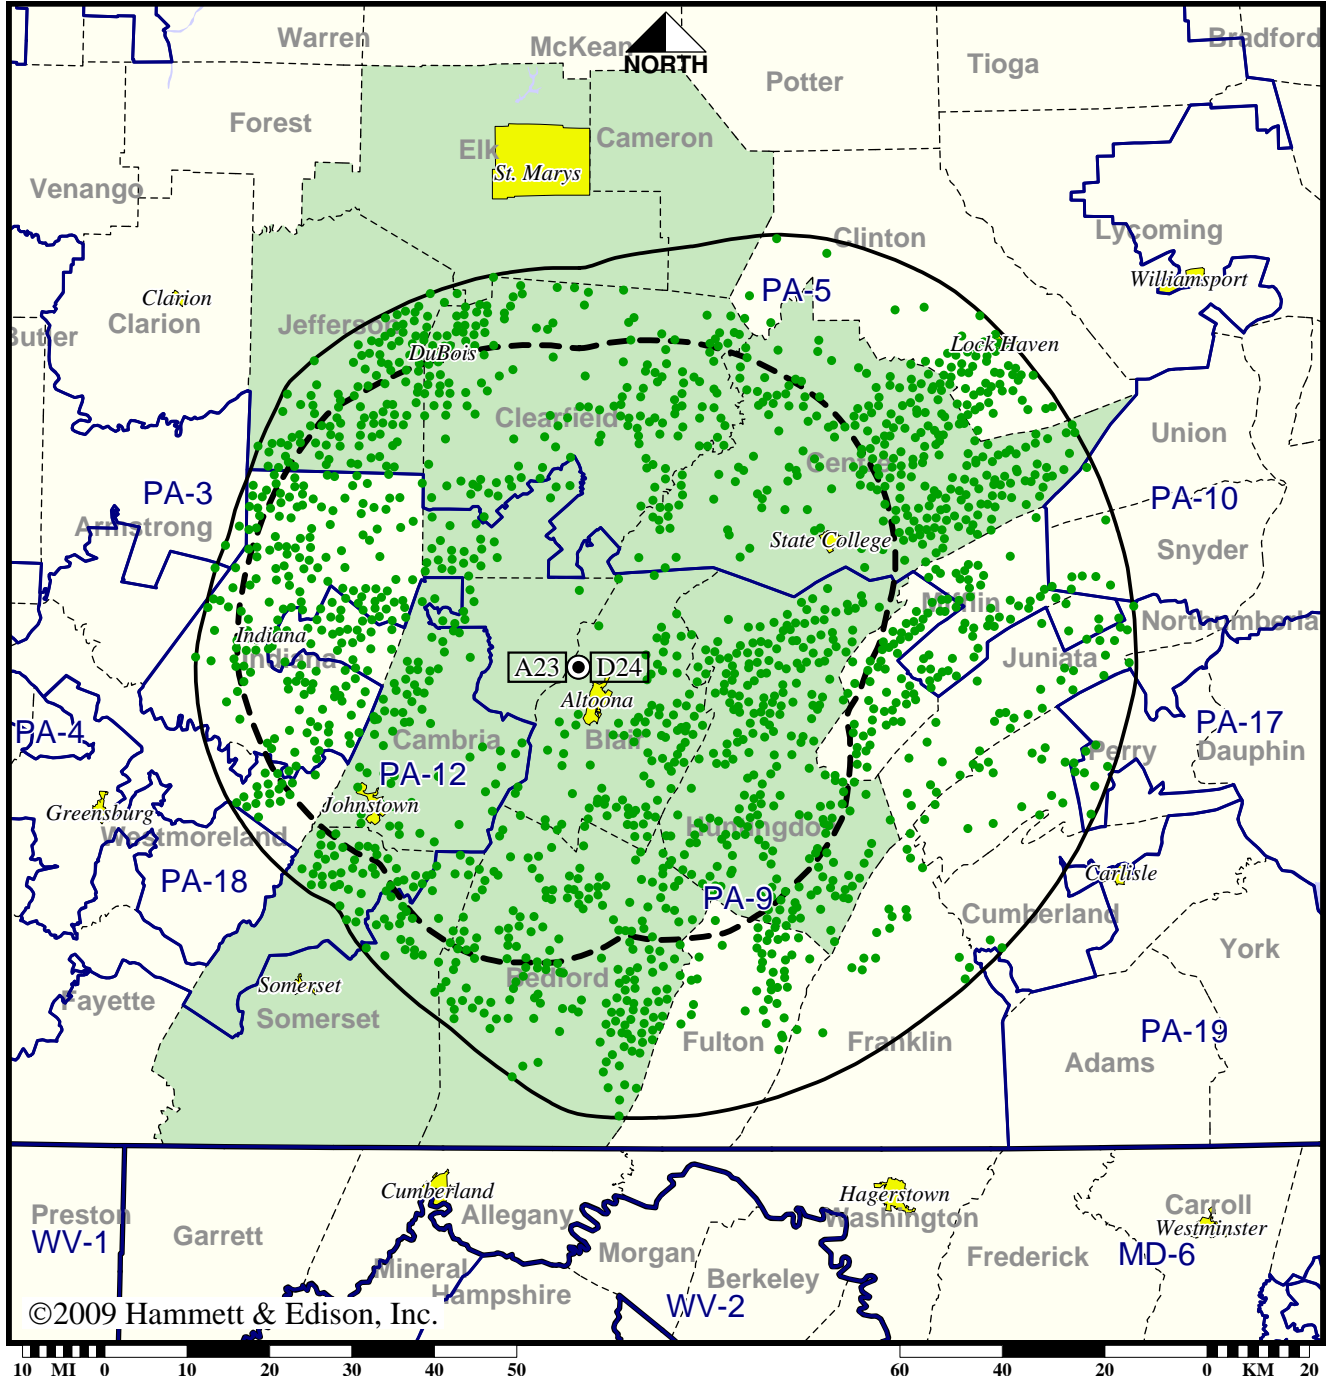 Warren
McKean
NORTH
Bradford
Tioga
Potter
Forest
Elk
Cameron
St. Marys
Venango
Lycoming
Clinton
Williamsport
PA-5
Clarion
Clarion
Butler
Jefferson
DuBois
Lock Haven
Clearfield
Union
Centre
PA-3
PA-10
Armstrong
State College
Snyder
Mifflin
Northumberla
Indiana
Indiana
Juniata
A23
D24
Altoona
PA-4
Cambria
Blair
PA-17
Perry
Dauphin
PA-12
Greensburg
Johnstown
Westmoreland
Huntingdo
PA-18
Carlisle
PA-9
Cumberland
York
Bedford
Somerset
Fayette
Somerset
Fulton
Franklin
PA-19
Adams
Cumberland
Hagerstown
Preston
Allegany
Washington
Carroll
Westminster
WV-1
Garrett
Morgan
Frederick
MD-6
Mineral
Berkeley
Hampshire
WV-2
©2009 Hammett & Edison, Inc.
10 MI 0 10 20 30 40 50
60 40 20 0 KM 20